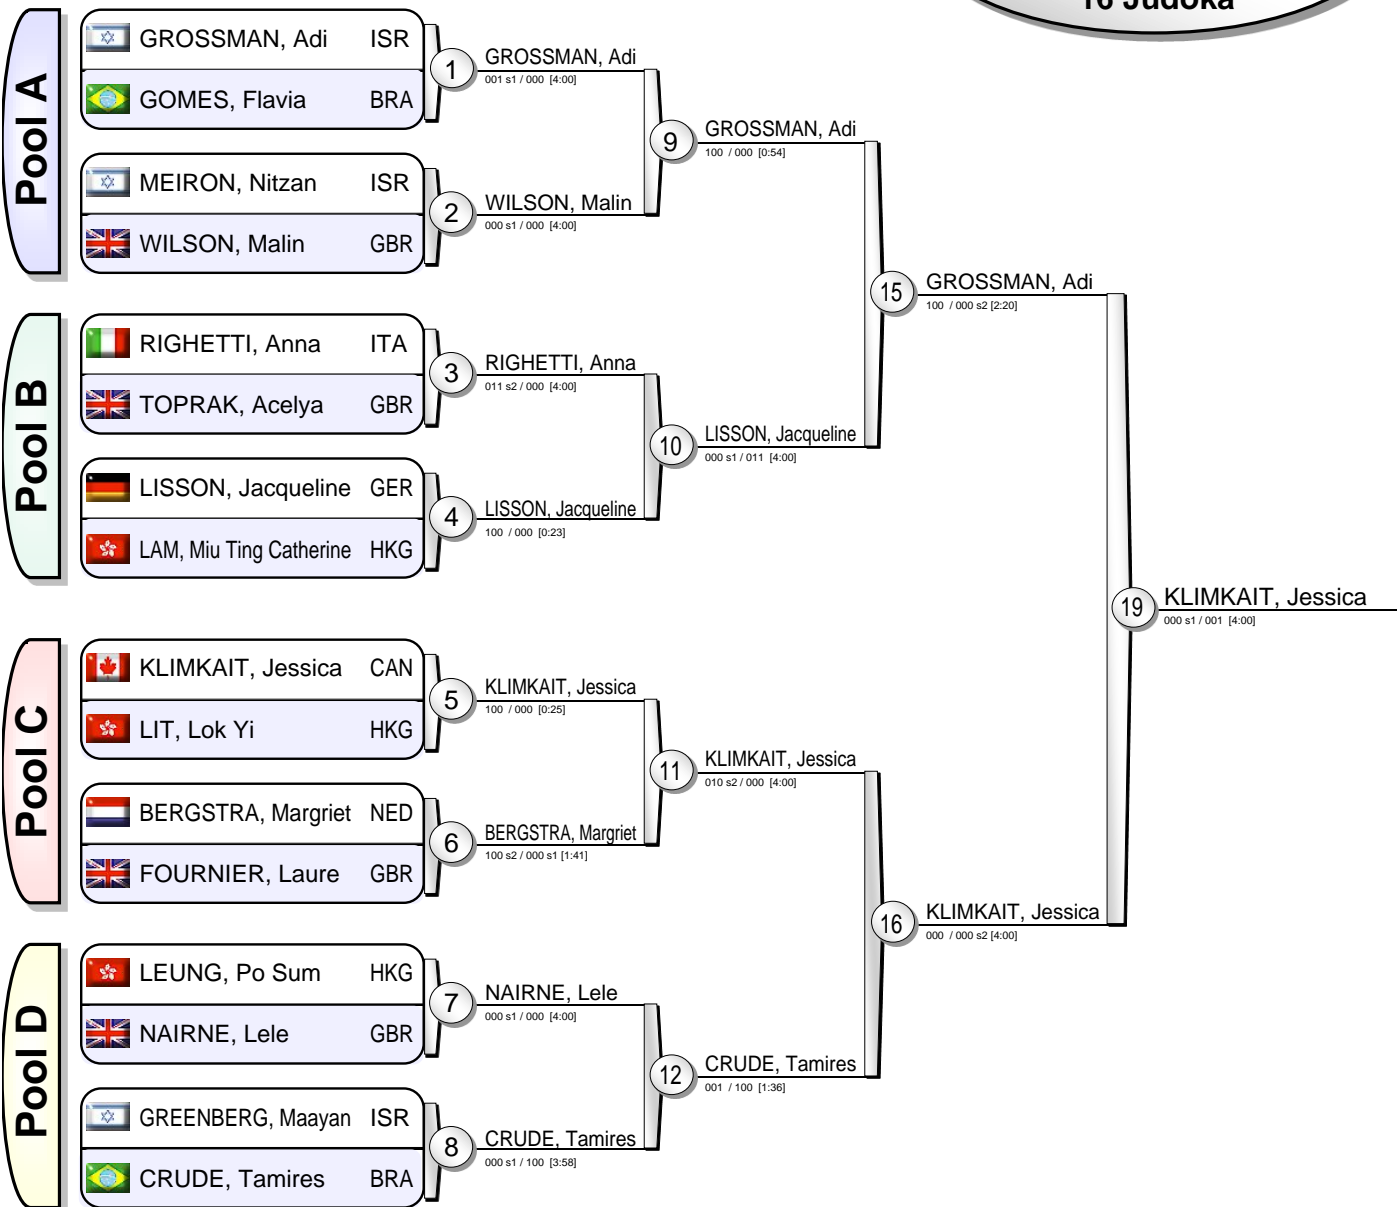 16 Judoka
Pool A
GROSSMAN, Adi ISR
GOMES, Flavia BRA
MEIRON, Nitzan ISR
WILSON, Malin GBR
1
GROSSMAN, Adi
001 s1 / 000 [4:00]
2
WILSON, Malin
000 s1 / 000 [4:00]
9
GROSSMAN, Adi
100 / 000 [0:54]
Pool B
RIGHETTI, Anna ITA
TOPRAK, Acelya GBR
LISSON, Jacqueline GER
LAM, Miu Ting Catherine HKG
3
RIGHETTI, Anna
011 s2 / 000 [4:00]
4
LISSON, Jacqueline
100 / 000 [0:23]
10
LISSON, Jacqueline
000 s1 / 011 [4:00]
15
GROSSMAN, Adi
100 / 000 s2 [2:20]
Pool C
KLIMKAIT, Jessica CAN
LIT, Lok Yi HKG
BERGSTRA, Margriet NED
FOURNIER, Laure GBR
5
KLIMKAIT, Jessica
100 / 000 [0:25]
6
BERGSTRA, Margriet
100 s2 / 000 s1 [1:41]
11
KLIMKAIT, Jessica
010 s2 / 000 [4:00]
Pool D
LEUNG, Po Sum HKG
NAIRNE, Lele GBR
GREENBERG, Maayan ISR
CRUDE, Tamires BRA
7
NAIRNE, Lele
000 s1 / 000 [4:00]
8
CRUDE, Tamires
000 s1 / 100 [3:58]
12
CRUDE, Tamires
001 / 100 [1:36]
16
KLIMKAIT, Jessica
000 / 000 s2 [4:00]
19
KLIMKAIT, Jessica
000 s1 / 001 [4:00]